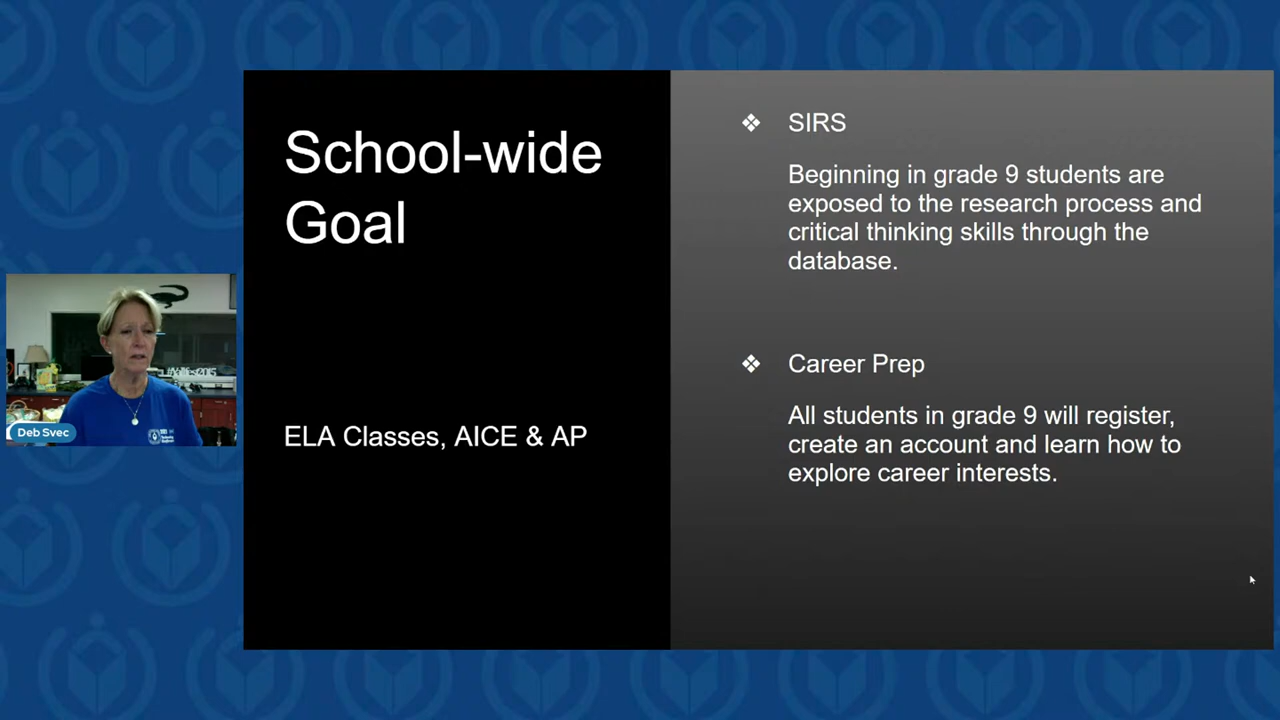 School-wide
Goal
ELA Classes, AICE & AP
❖ SIRS
Beginning in grade 9 students are
exposed to the research process and
critical thinking skills through the
database.
❖ Career Prep
All students in grade 9 will register,
create an account and learn how to
explore career interests.
Deb Svec